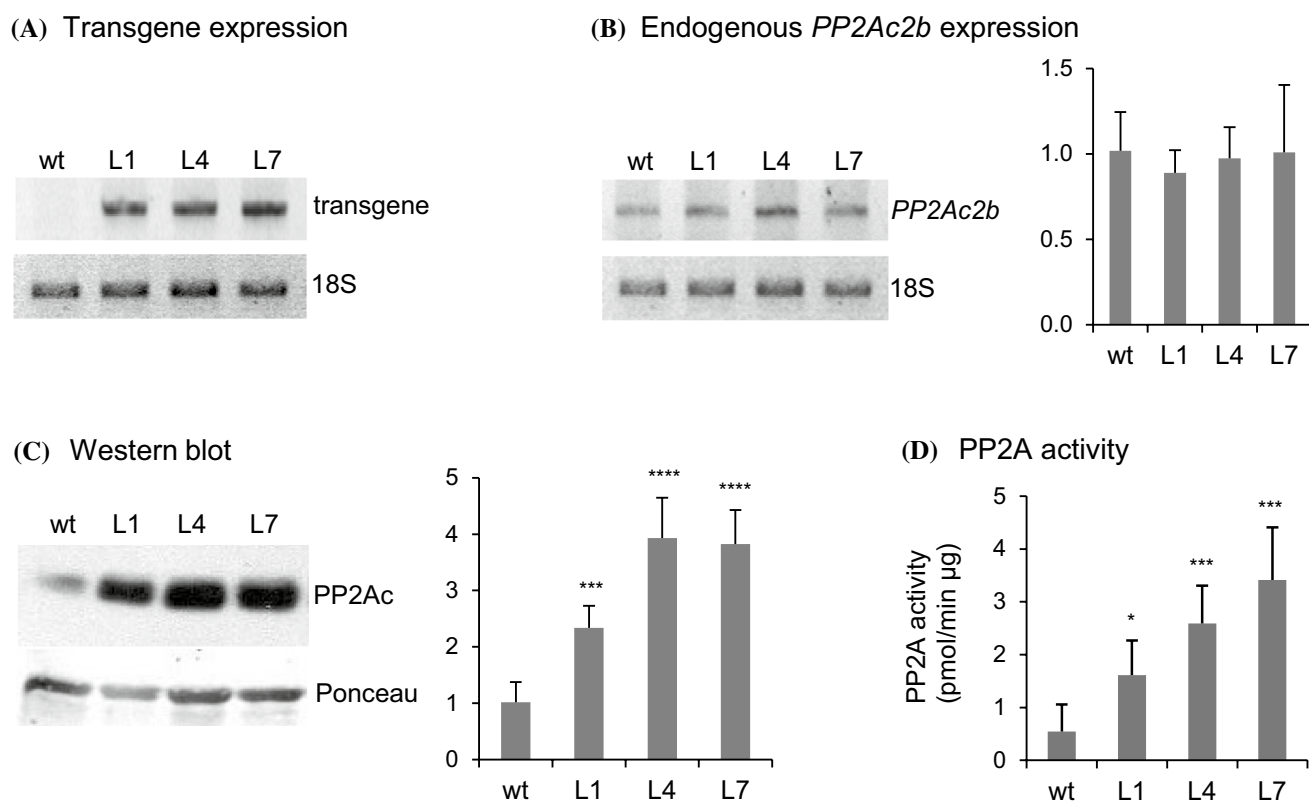 (A) Transgene expression
wt L1 L4 L7
transgene
18S
(B) Endogenous PP2Ac2b expression
wt L1 L4 L7
PP2Ac2b
18S
1.5
1.0
0.5
0.0
wt L1 L4 L7
(C) Western blot
wt L1 L4 L7
PP2Ac
Ponceau
5
4
3
2
1
0
*** **** ****
wt L1 L4 L7
(D) PP2A activity
PP2A activity
(pmol/min µg)
5
4
3
2
1
0
* *** ***
wt L1 L4 L7